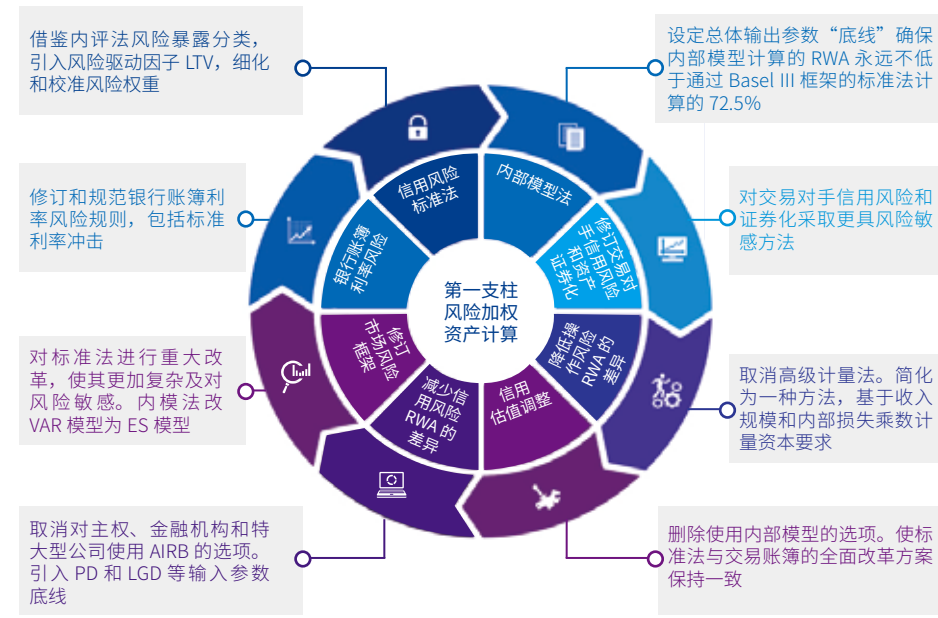 借鉴内评法风险暴露分类，
引入风险驱动因子 LTV，细化
和校准风险权重
设定总体输出参数“底线”确保
内部模型计算的 RWA 永远不低
于通过 Basel III 框架的标准法计
算的 72.5%
修订和规范银行账簿利
率风险规则，包括标准
利率冲击
对交易对手信用风险和
证券化采取更具风险敏
感方法
对标准法进行重大改
革，使其更加复杂及对
风险敏感。内模法改
VAR 模型为 ES 模型
取消高级计量法。简化
为一种方法，基于收入
规模和内部损失乘数计
量资本要求
取消对主权、金融机构和特
大型公司使用 AIRB 的选项。
引入 PD 和 LGD 等输入参数
底线
删除使用内部模型的选项。使标
准法与交易账簿的全面改革方案
保持一致
信用风险
标准法
内部模型法
修订交易对
手信用风险
和资产
证券化
降低操
作风险
RWA 的
差异
信用
估值调整
减少信
用风险
RWA 的
差异
修订
市场风险
框架
银行账簿
利率风险
第一支柱
风险加权
资产计算